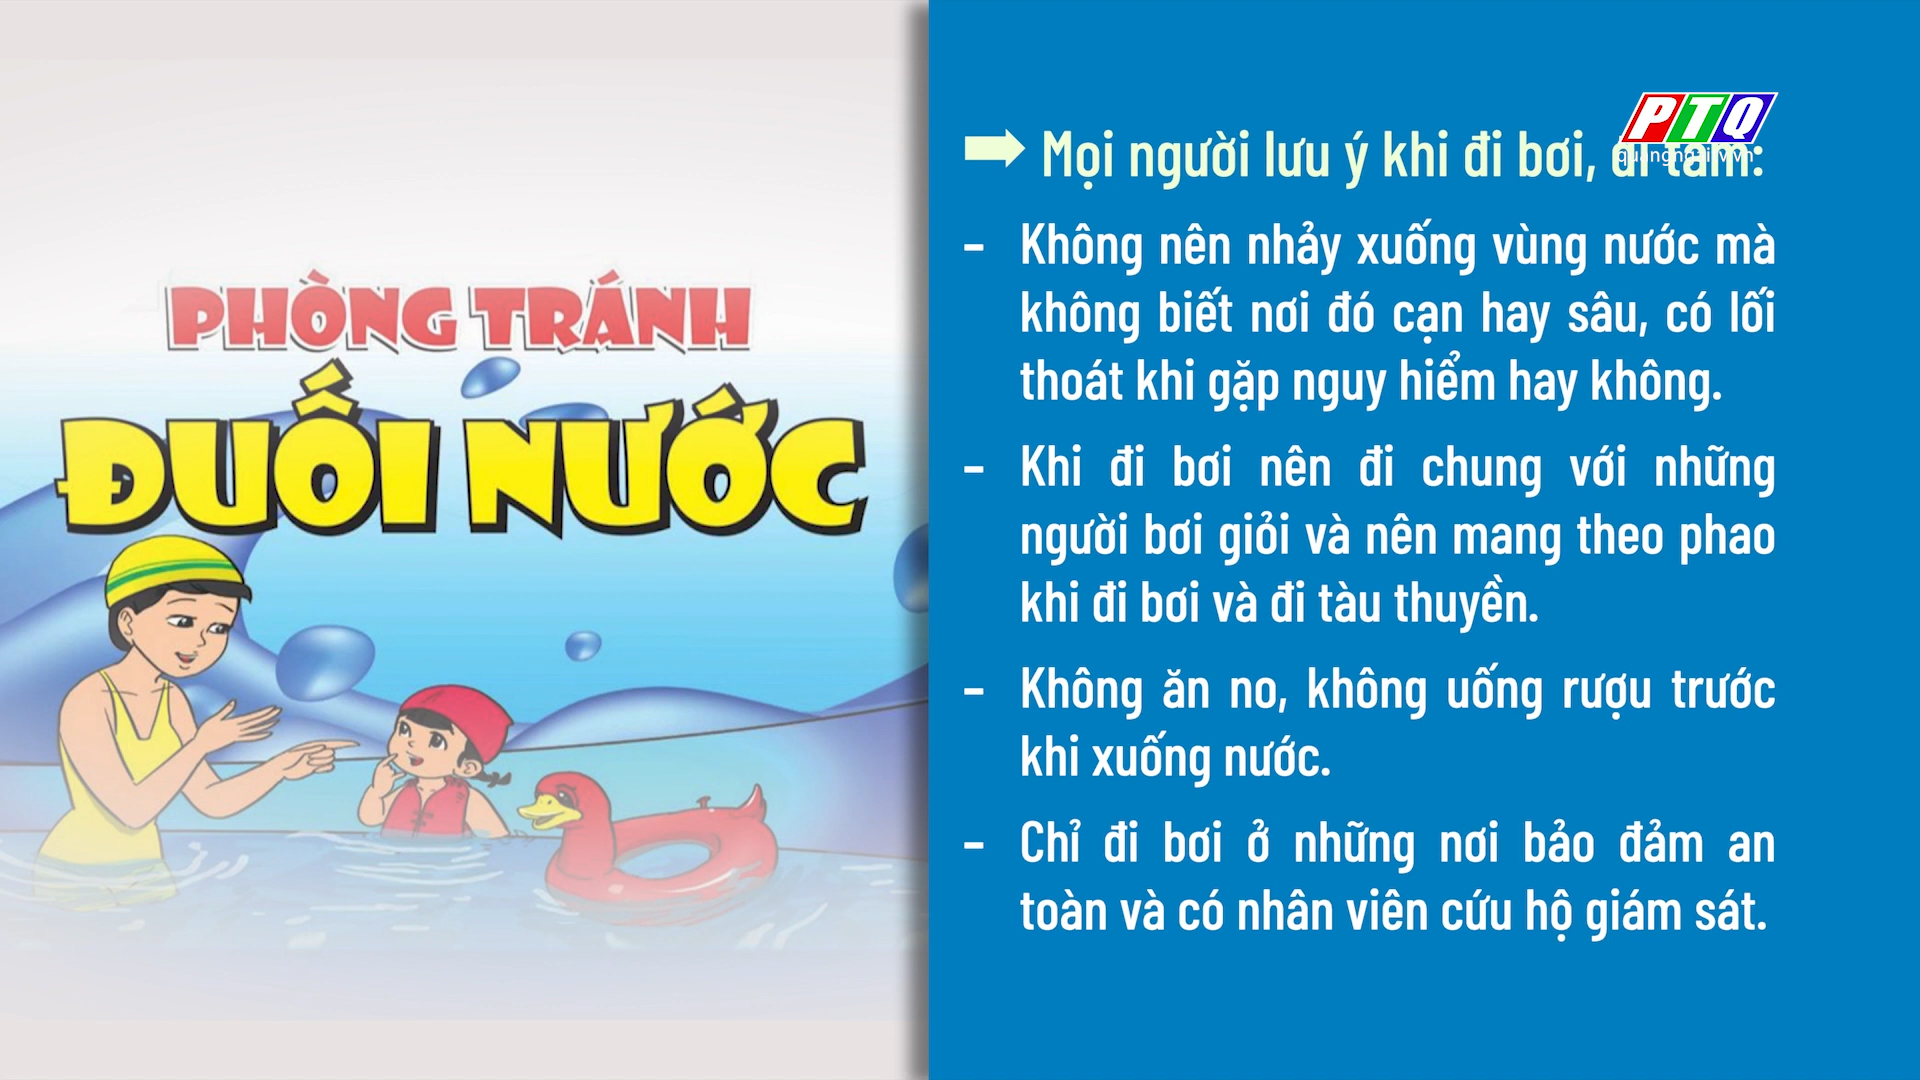 PHÒNG TRÁNH
ĐUỐI NƯỚC
PTQ
Mọi người lưu ý khi đi bơi, đi tắm:
- Không nên nhảy xuống vùng nước mà
không biết nơi đó cạn hay sâu, có lối
thoát khi gặp nguy hiểm hay không.
- Khi đi bơi nên đi chung với những
người bơi giỏi và nên mang theo phao
khi đi bơi và đi tàu thuyền.
- Không ăn no, không uống rượu trước
khi xuống nước.
- Chỉ đi bơi ở những nơi bảo đảm an
toàn và có nhân viên cứu hộ giám sát.